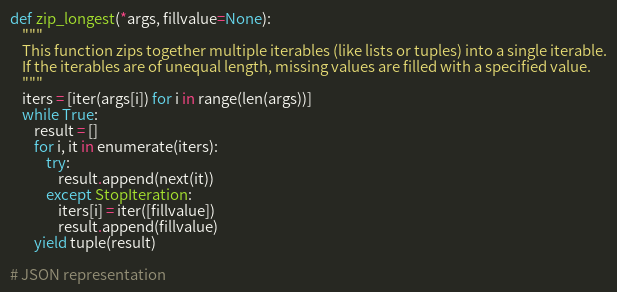 def zip_longest(*args, fillvalue=None):
    """
    This function zips together multiple iterables (like lists or tuples) into a single iterable.
    If the iterables are of unequal length, missing values are filled with a specified value.
    """
    iters = [iter(args[i]) for i in range(len(args))]
    while True:
        result = []
        for i, it in enumerate(iters):
            try:
                result.append(next(it))
            except StopIteration:
                iters[i] = iter([fillvalue])
                result.append(fillvalue)
        yield tuple(result)

# JSON representation